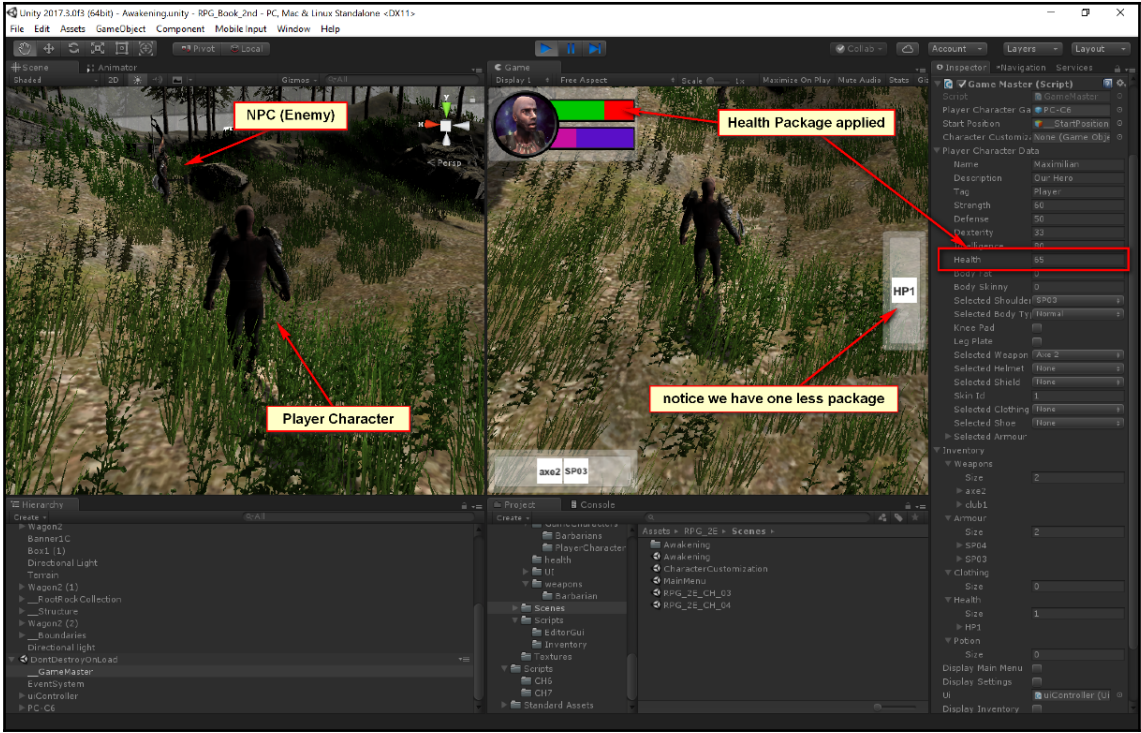 Unity 2017.3.0f3 (64bit) - Awakening.unity - RPG_Book_2nd - PC, Mac & Linux Standalone <DX11>
File Edit Assets GameObject Component Mobile Input Window Help
Pivot Local Collab Account Layers Layout
Scene Animator
Shaded 2D Gizmos All
NPC (Enemy)
Y
Persp
Player Character
Game
Display 1 Free Aspect Scale 1x Maximize On Play Mute Audio Stats Gi
Health Package applied
HP1
notice we have one less package
axe2 SP03
Inspector Navigation Services
Game Master (Script)
Script GameMaster
Player Character Ga PC-C6
Start Position __StartPosition
Character Customiz None (Game Obje
Player Character Data
Name Maximilian
Description Our Hero
Tag Player
Strength 60
Defense 50
Dexterity 33
Intelligence 80
Health 65
Body Fat 0
Body Skinny 0
Selected Shoulder SP03
Selected Body Ty Normal
Knee Pad
Leg Plate
Selected Weapon Axe 2
Selected Helmet None
Selected Shield None
Skin Id 1
Selected Clothing None
Selected Shoe None
Selected Armour
Inventory
Weapons
Size 2
axe2
club1
Armour
Size 2
SP04
SP03
Clothing
Size 0
Health
Size 1
HP1
Potion
Size 0
Display Main Menu
Display Settings
Ui uiController (Ui
Display Inventory
Hierarchy
Create All
Wagon2
Banner1C
Box1 (1)
Directional Light
Terrain
Wagon2 (1)
__RootRockCollection
__Structure
Wagon2 (2)
__Boundaries
Directional light
DontDestroyOnLoad
__GameMaster
EventSystem
uiController
PC-C6
Project Console
Create
GameCharacters
Barbarians
PlayerCharacter
health
UI
weapons
Barbarian
Scenes
Scripts
EditorGui
Inventory
Textures
Scripts
CH6
CH7
Standard Assets
Assets RPG_2E Scenes
Awakening
Awakening
CharacterCustomization
MainMenu
RPG_2E_CH_03
RPG_2E_CH_04